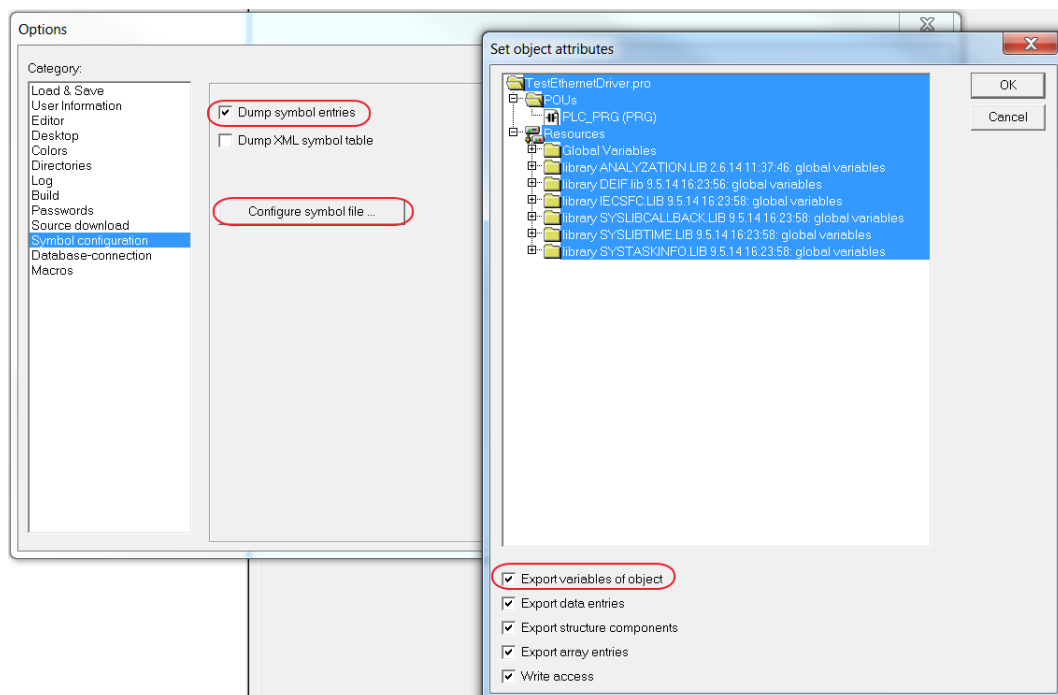 Options
Category:
Load & Save
User Information
Editor
Desktop
Colors
Directories
Log
Build
Passwords
Source download
Symbol configuration
Database-connection
Macros
Dump symbol entries
Dump XML symbol table
Configure symbol file ...
Set object attributes
TestEthernetDriver.pro
POUs
PLC_PRG (PRG)
Resources
Global Variables
library ANALYZATION.LIB 2.6.14 11:37:46: global variables
library DEIF.lib 9.5.14 16:23:56: global variables
library IECSFC.LIB 9.5.14 16:23:58: global variables
library SYSLIBCALLBACK.LIB 9.5.14 16:23:58: global variables
library SYSLIBTIME.LIB 9.5.14 16:23:58: global variables
library SYSTASKINFO.LIB 9.5.14 16:23:58: global variables
OK
Cancel
Export variables of object
Export data entries
Export structure components
Export array entries
Write access